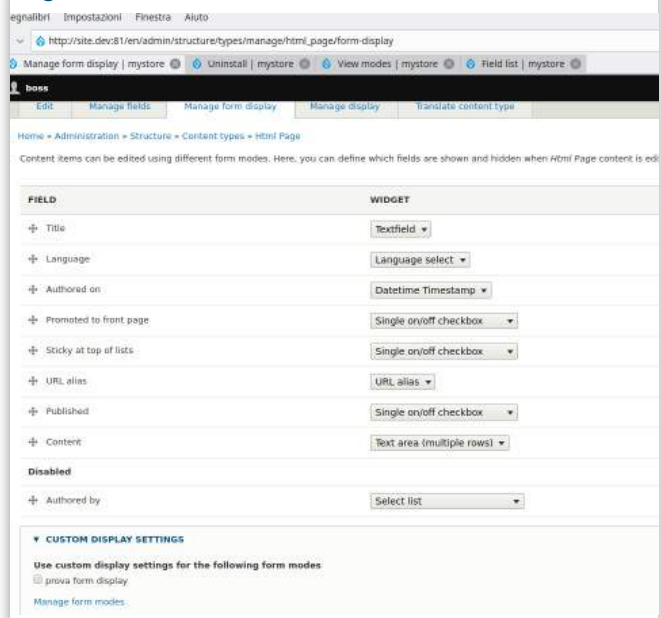 egnalibri Impostazioni Finestra Aiuto
http://site.dev:81/en/admin/structure/types/manage/html_page/form-display
Manage form display | mystore Uninstall | mystore View modes | mystore Field list | mystore
boss
Edit Manage fields Manage form display Manage display Translate content type
Home » Administration » Structure » Content types » Html Page
Content items can be edited using different form modes. Here, you can define which fields are shown and hidden when Html Page content is edi
FIELD WIDGET
Title Textfield
Language Language select
Authored on Datetime Timestamp
Promoted to front page Single on/off checkbox
Sticky at top of lists Single on/off checkbox
URL alias URL alias
Published Single on/off checkbox
Content Text area (multiple rows)
Disabled
Authored by Select list
CUSTOM DISPLAY SETTINGS
Use custom display settings for the following form modes
prova form display
Manage form modes